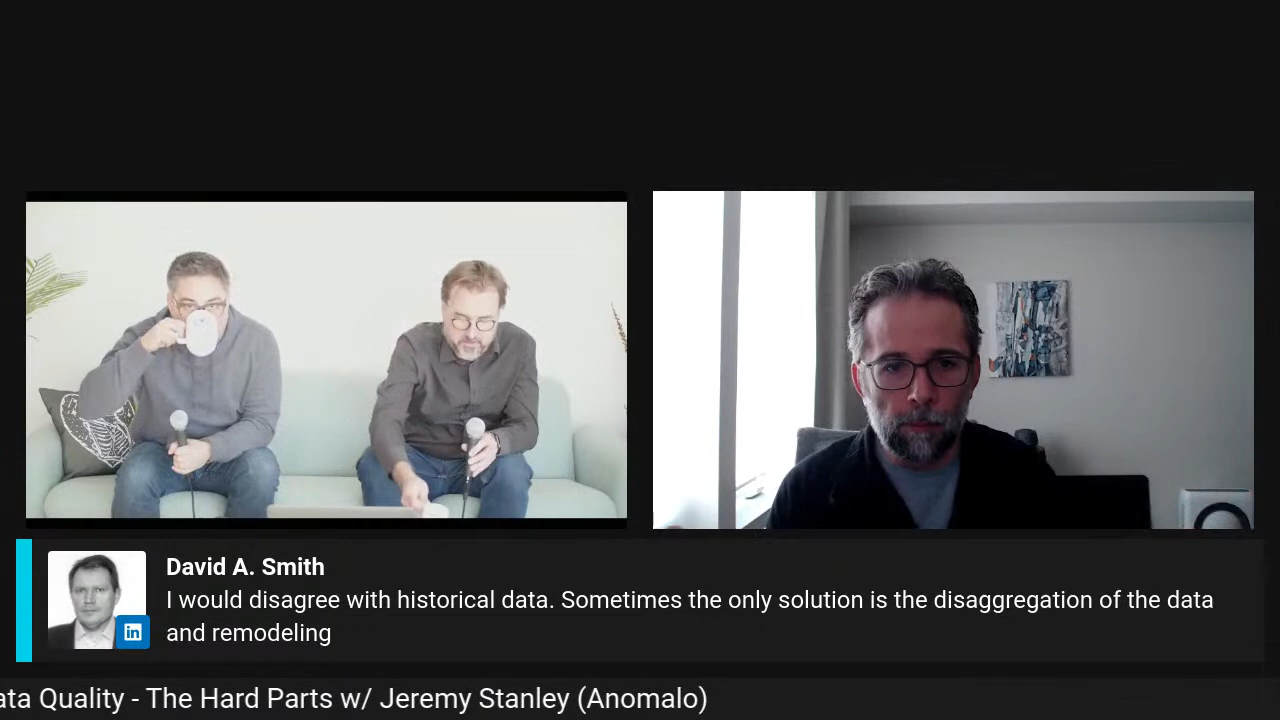 David A. Smith
I would disagree with historical data. Sometimes the only solution is the disaggregation of the data
and remodeling
in
ata Quality - The Hard Parts w/ Jeremy Stanley (Anomalo)